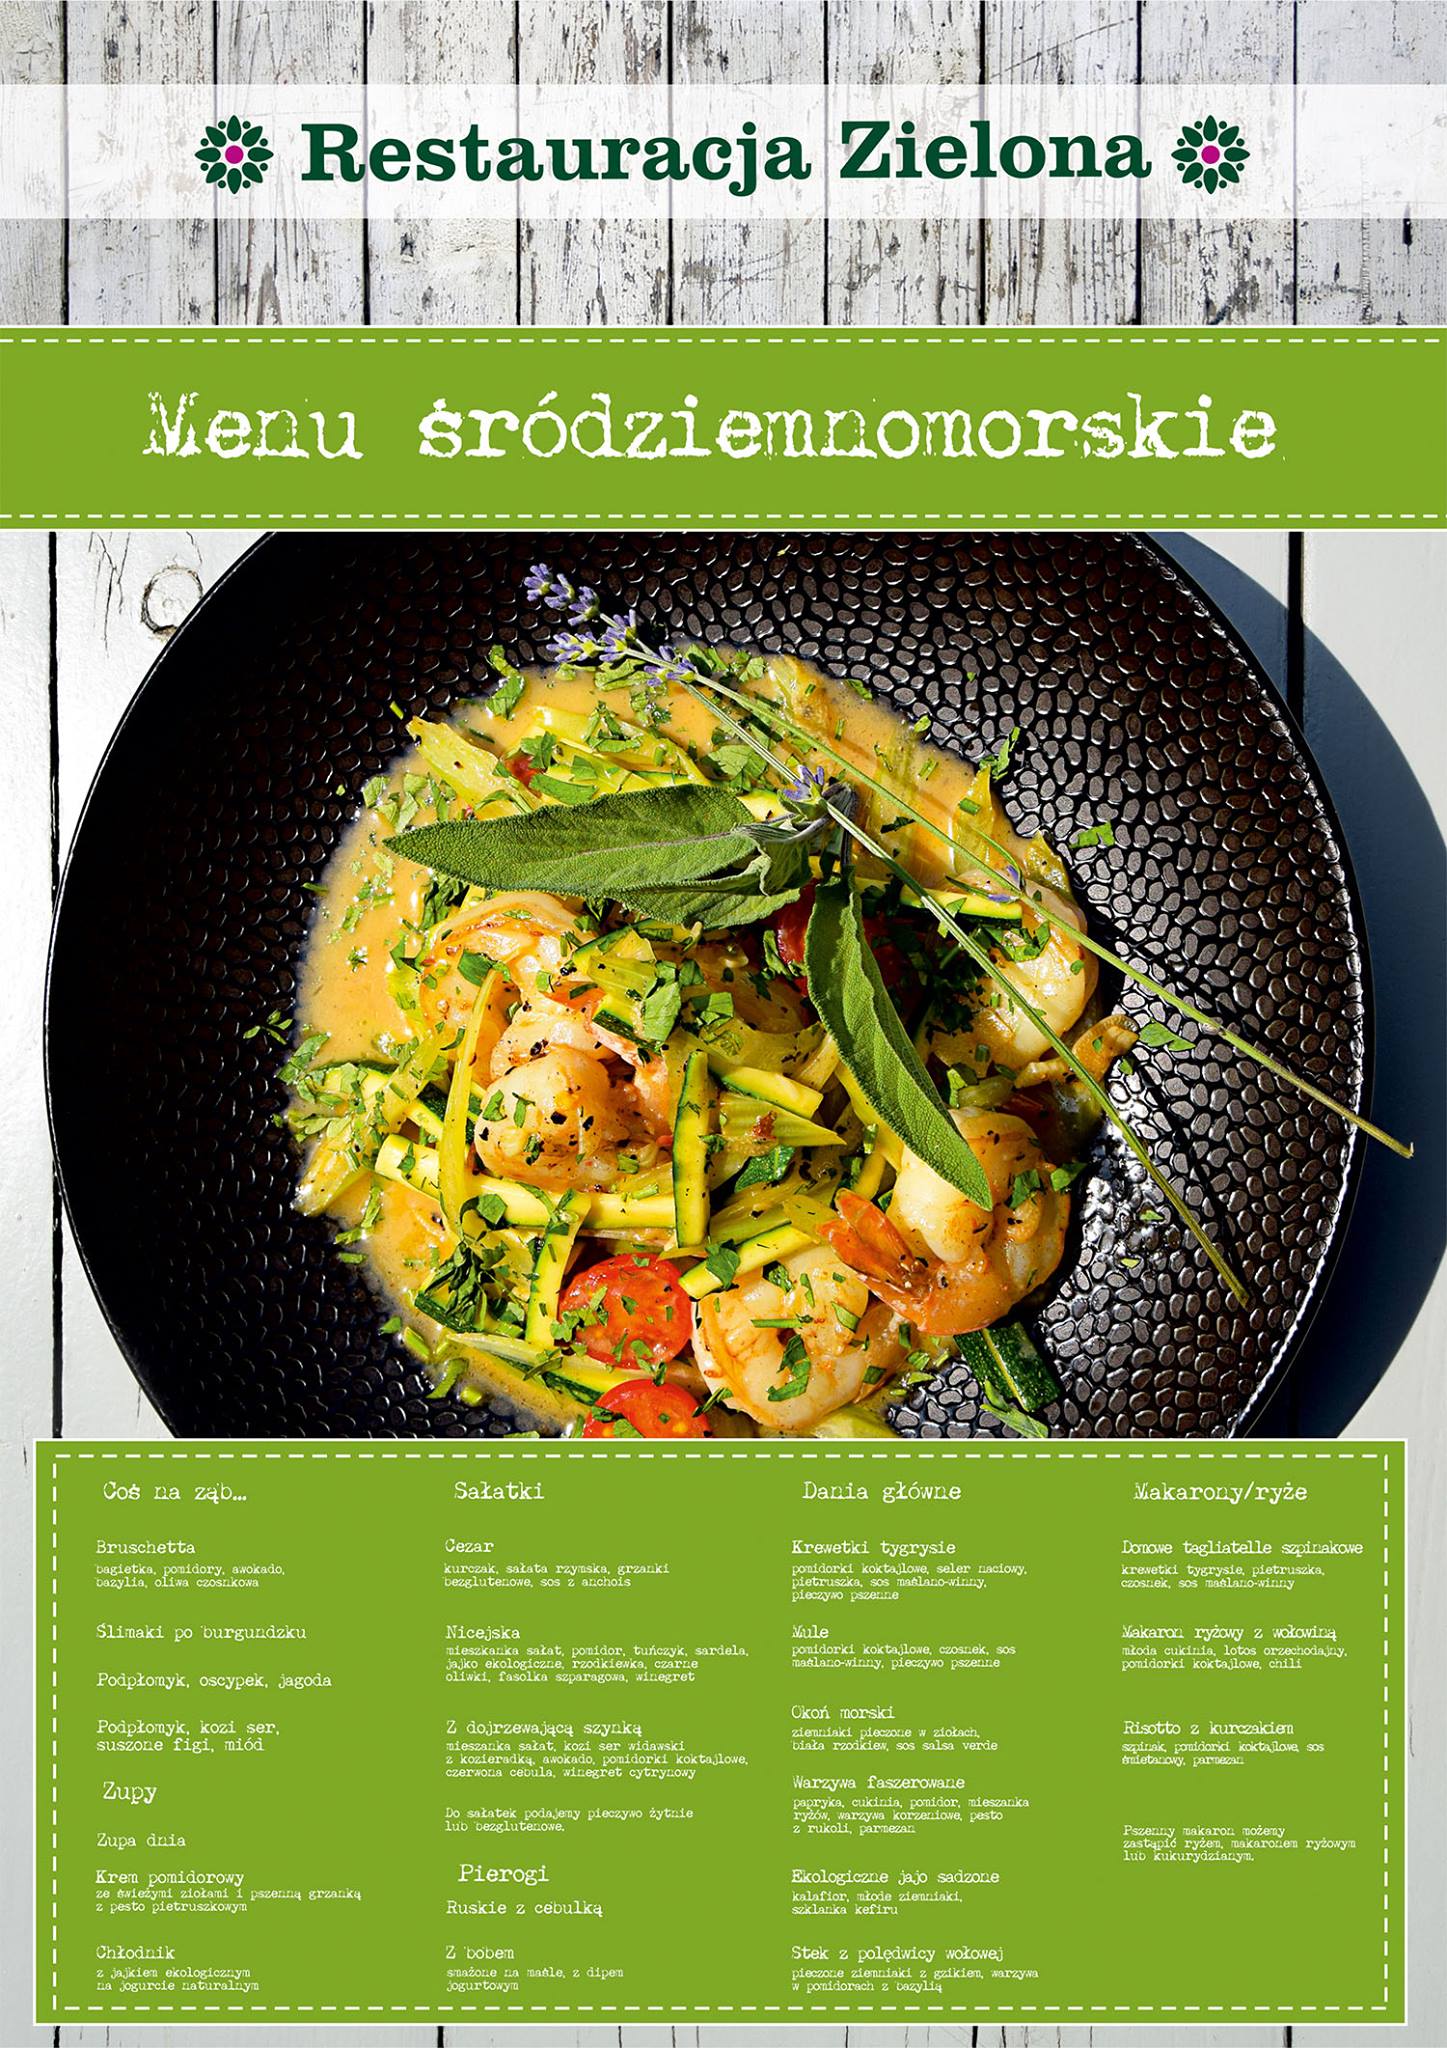 Restauracja Zielona
Menu śródziemnomorskie
Coś na ząb...
Bruschetta
bagietka, pomidory, awokado,
bazylia, oliwa czosnkowa
Ślimaki po burgundzku
Podpłomyk, oscypek, jagoda
Podpłomyk, kozi ser,
suszone figi, miód
Zupy
Zupa dnia
Krem pomidorowy
ze świeżymi ziołami i pszenną grzanką
z pesto pietruszkowym
Chłodnik
z jajkiem ekologicznym
na jogurcie naturalnym
Sałatki
Cezar
kurczak, sałata rzymska, grzanki
bezglutenowe, sos z anchois
Nicejska
mieszkanka sałat, pomidor, tuńczyk, sardela,
jajko ekologiczne, rzodkiewka, czarne
oliwki, fasolka szparagowa, winegret
Z dojrzewającą szynką
mieszanka sałat, kozi ser widawski
z kozieradką, awokado, pomidorki koktajlowe,
czerwona cebula, winegret cytrynowy
Do sałatek podajemy pieczywo żytnie
lub bezglutenowe.
Pierogi
Ruskie z cebulką
Z bobem
smażone na maśle, z dipem
jogurtowym
Dania główne
Krewetki tygrysie
pomidorki koktajlowe, seler naciowy,
pietruszka, sos maślano-winny,
pieczywo pszenne
Mule
pomidorki koktajlowe, czosnek, sos
maślano-winny, pieczywo pszenne
Okoń morski
ziemniaki pieczone w ziołach,
biała rzodkiew, sos salsa verde
Warzywa faszerowane
papryka, cukinia, pomidor, mieszanka
ryżów, warzywa korzeniowe, pesto
z rukoli, parmezan
Ekologiczne jajo sadzone
kalafior, młode ziemniaki,
szklanka kefiru
Stek z polędwicy wołowej
pieczone ziemniaki z gzikiem, warzywa
w pomidorach z bazylią
Makarony/ryże
Domowe tagliatelle szpinakowe
krewetki tygrysie, pietruszka,
czosnek, sos maślano-winny
Makaron ryżowy z wołowiną
młoda cukinia, lotos orzechodajny,
pomidorki koktajlowe, chili
Risotto z kurczakiem
szpinak, pomidorki koktajlowe, sos
śmietanowy, parmezan
Pszenny makaron możemy
zastąpić ryżem, makaronem ryżowym
lub kukurydzianym.